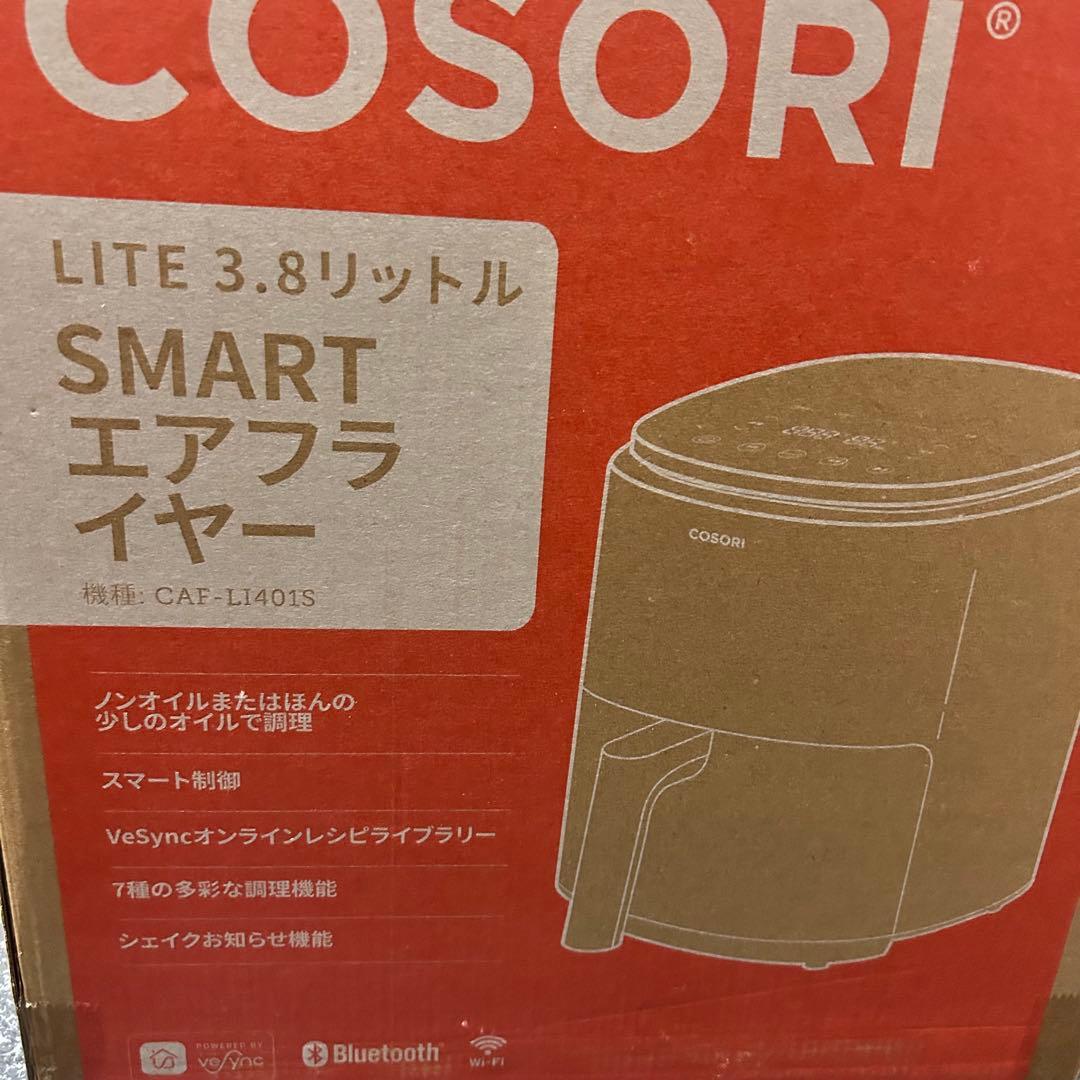 COSORI®
LITE 3.8リットル
SMART
エアフラ
イヤー
機種: CAF-LI401S
COSORI
ノンオイルまたはほんの
少しのオイルで調理
スマート制御
VeSyncオンラインレシピライブラリー
7種の多彩な調理機能
シェイクお知らせ機能
POWERED BY
vesync
Bluetooth
Wi-Fi